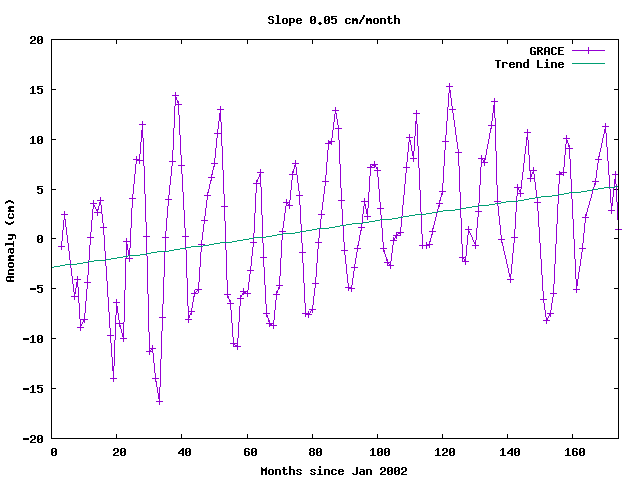 Slope 0.05 cm/month
GRACE
Trend Line
20
15
10
5
0
-5
-10
-15
-20
Anomaly (cm)
0 20 40 60 80 100 120 140 160
Months since Jan 2002